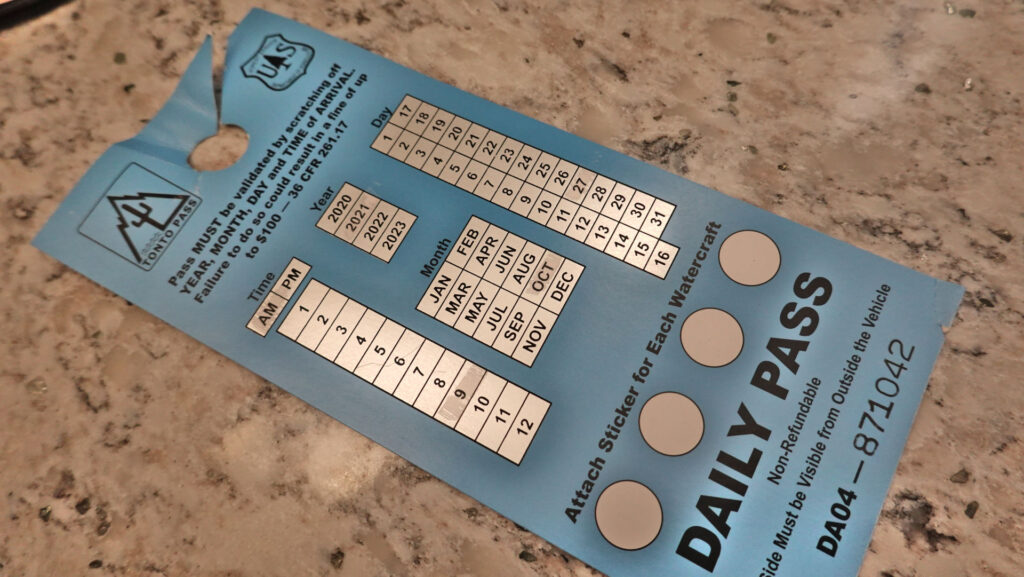 US
TONTO PASS
Pass MUST be validated by scratching off
YEAR, MONTH, DAY and TIME of ARRIVAL.
Failure to do so could result in a fine of up
to $100 — 36 CFR 261.17
Day
17 18 19 20 21 22 23 24 25 26 27 28 29 30 31
1 2 3 4 5 6 7 8 9 10 11 12 13 14 15 16
Year
2020
2021
2022
2023
Month
JAN FEB
MAR APR
MAY JUN
JUL AUG
SEP OCT
NOV DEC
Time
AM PM
1 2 3 4 5 6 7 8 9 10 11 12
Attach Sticker for Each Watercraft
DAILY PASS
Non-Refundable
Side Must be Visible from Outside the Vehicle
DA04—871042